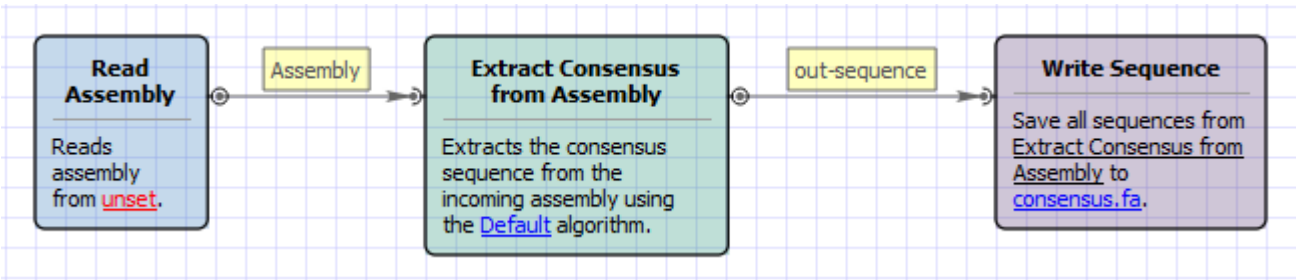 Read
Assembly
Reads
assembly
from unset.
Assembly
Extract Consensus
from Assembly
Extracts the consensus
sequence from the
incoming assembly using
the Default algorithm.
out-sequence
Write Sequence
Save all sequences from
Extract Consensus from
Assembly to
consensus.fa.